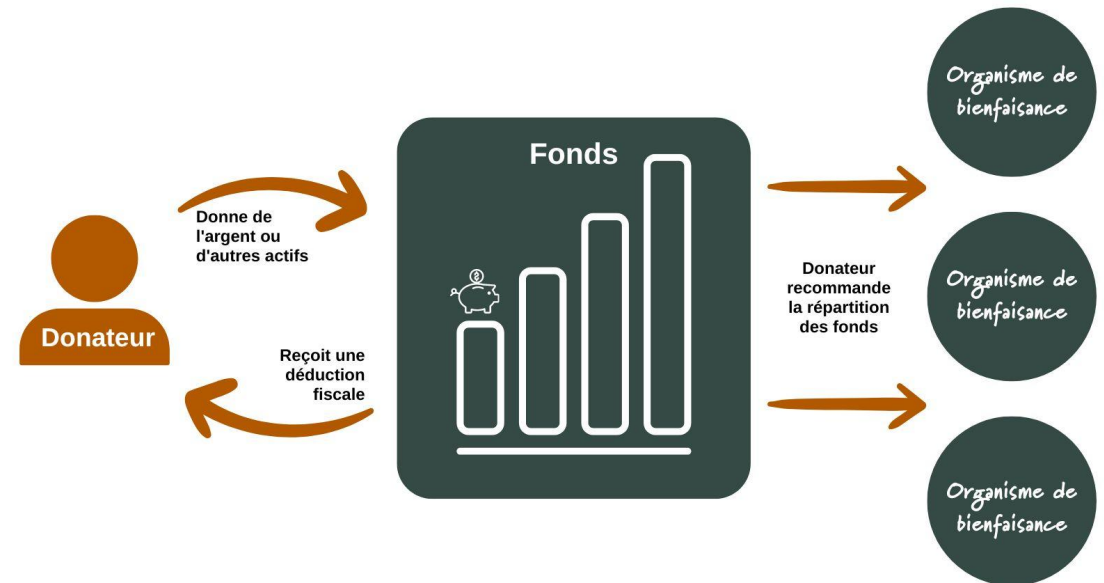 Donateur
Donne de
l'argent ou
d'autres actifs
Reçoit une
déduction
fiscale
Fonds
Donateur
recommande
la répartition
des fonds
Organisme de
bienfaisance
Organisme de
bienfaisance
Organisme de
bienfaisance